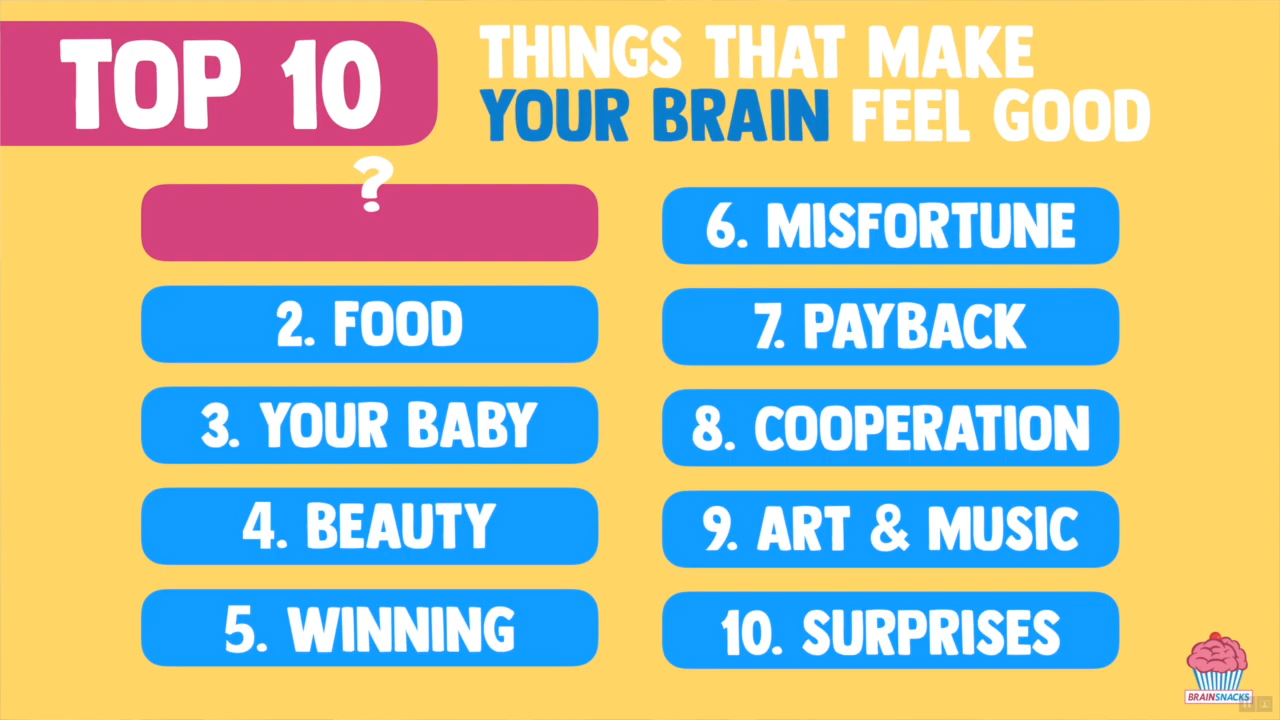 TOP 10
THINGS THAT MAKE
YOUR BRAIN FEEL GOOD
?
2. FOOD
3. YOUR BABY
4. BEAUTY
5. WINNING
6. MISFORTUNE
7. PAYBACK
8. COOPERATION
9. ART & MUSIC
10. SURPRISES
BRAINSNACKS